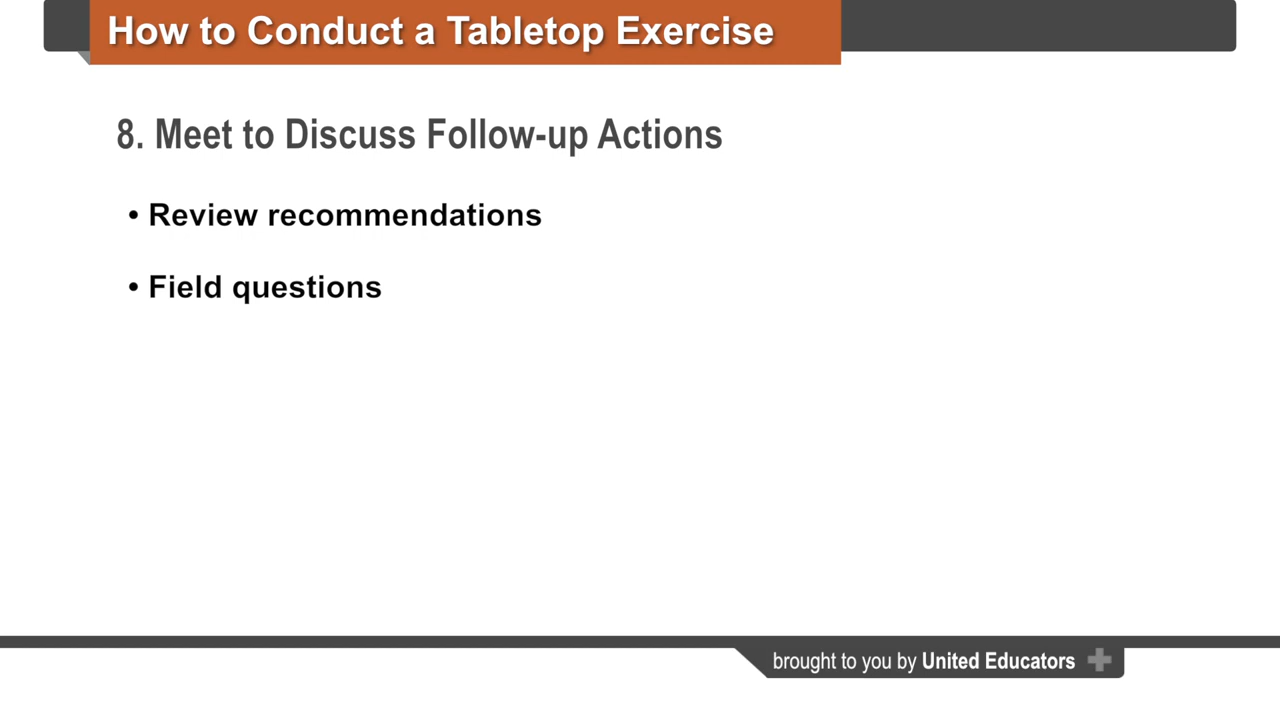 How to Conduct a Tabletop Exercise
8. Meet to Discuss Follow-up Actions
• Review recommendations
• Field questions
brought to you by United Educators